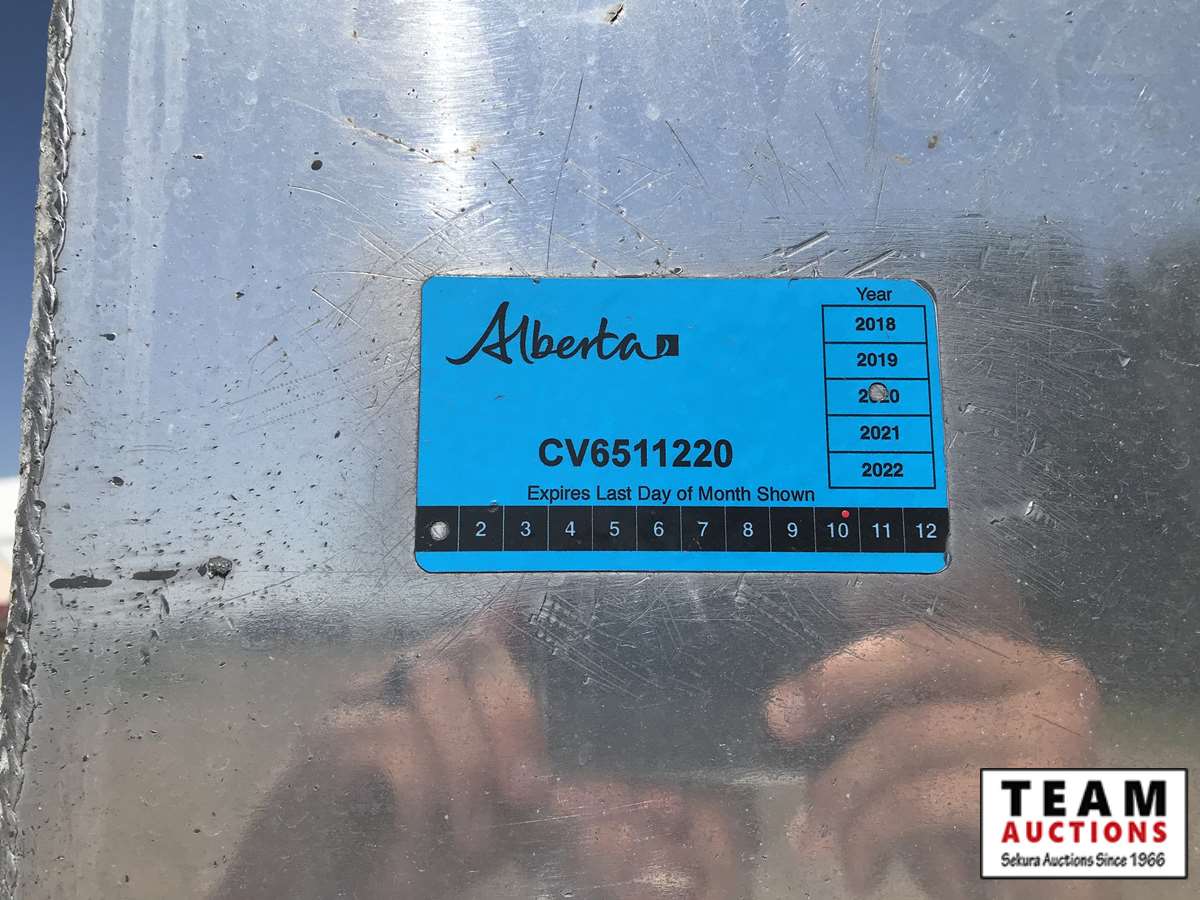 Alberta
Year
2018
2019
2020
2021
2022
CV6511220
Expires Last Day of Month Shown
2 3 4 5 6 7 8 9 10 11 12
TEAM
AUCTIONS
Sekura Auctions Since 1966